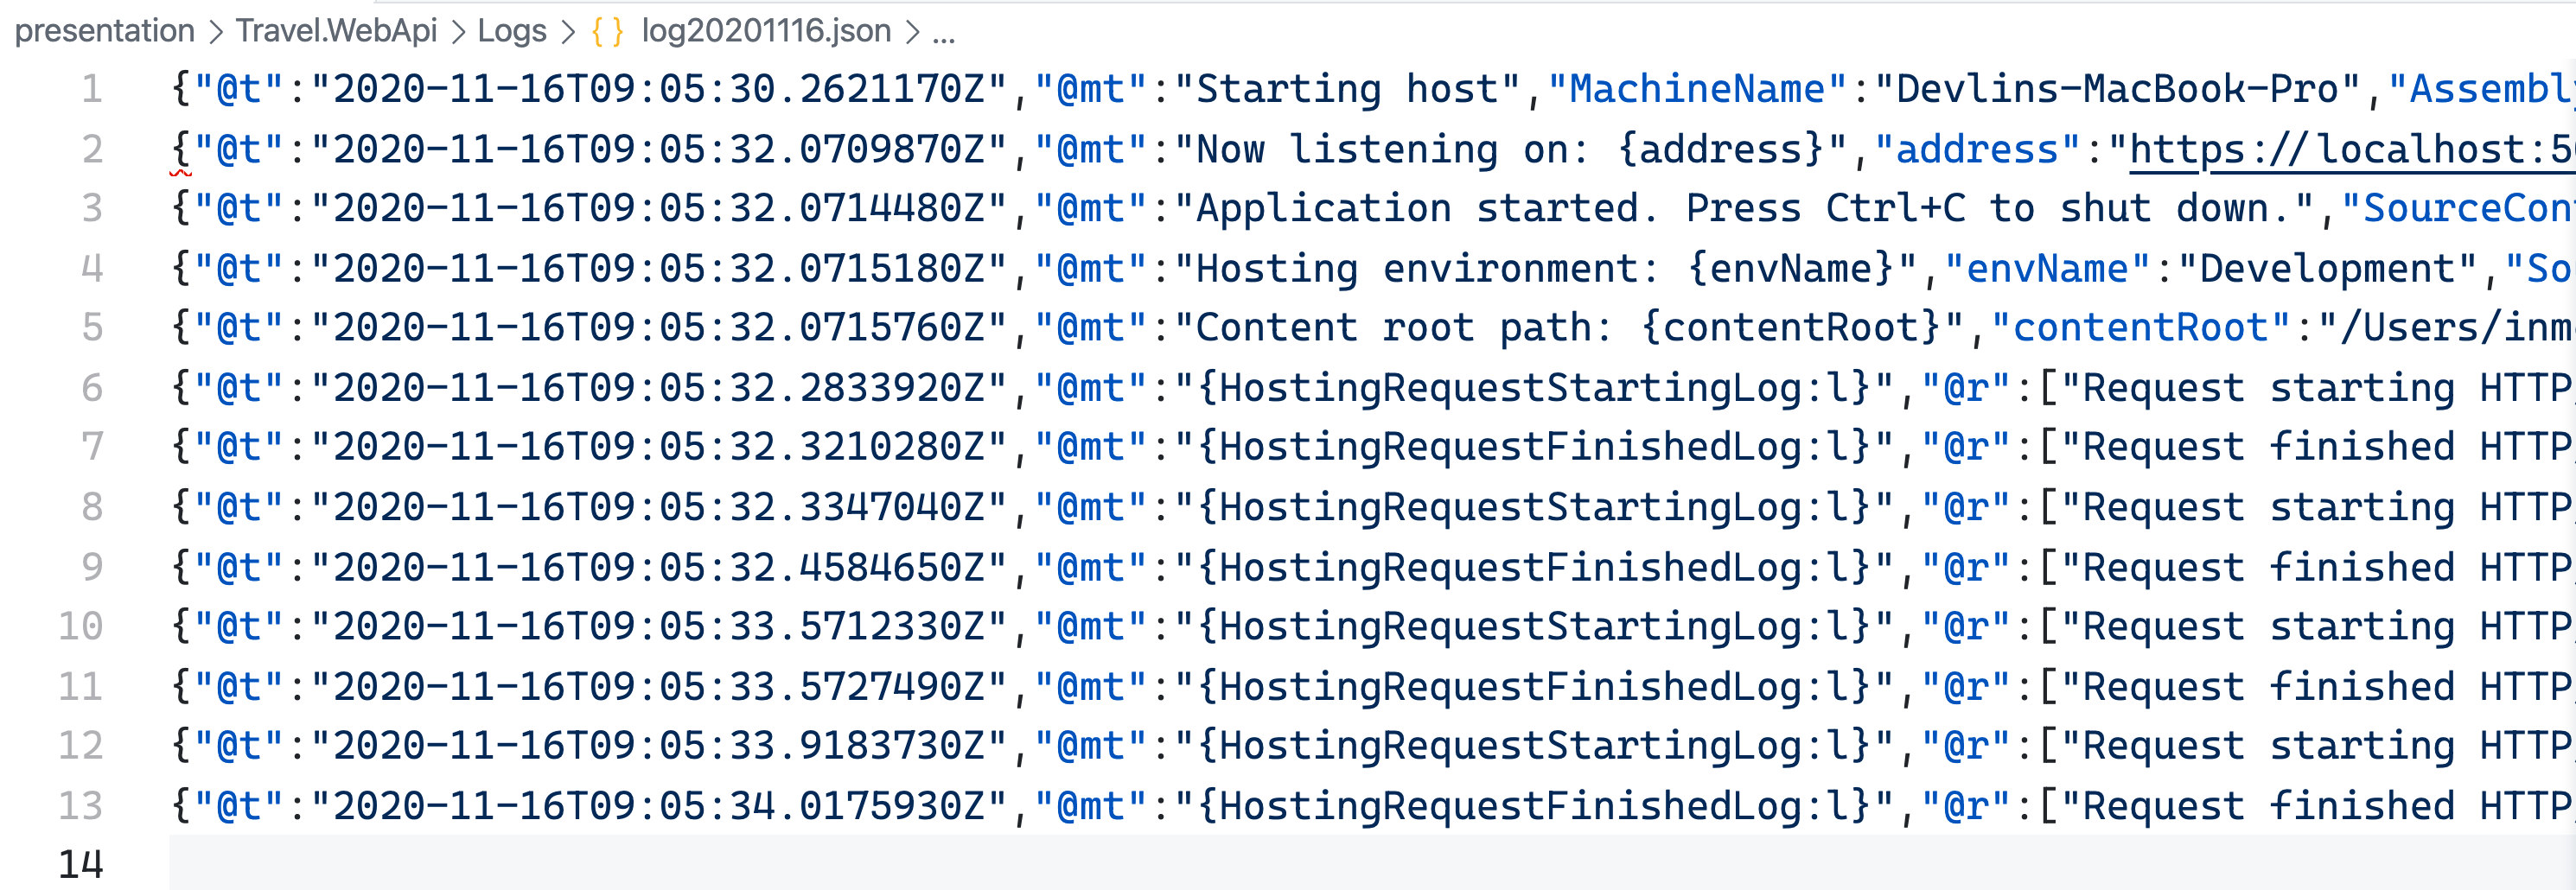 presentation > Travel.WebApi > Logs > {} log20201116.json > ...
1 {"@t":"2020-11-16T09:05:30.2621170Z","@mt":"Starting host","MachineName":"Devlins-MacBook-Pro","Assembly
2 {"@t":"2020-11-16T09:05:32.0709870Z","@mt":"Now listening on: {address}","address":"https://localhost:50
3 {"@t":"2020-11-16T09:05:32.0714480Z","@mt":"Application started. Press Ctrl+C to shut down.","SourceCon
4 {"@t":"2020-11-16T09:05:32.0715180Z","@mt":"Hosting environment: {envName}","envName":"Development","So
5 {"@t":"2020-11-16T09:05:32.0715760Z","@mt":"Content root path: {contentRoot}","contentRoot":"/Users/inm
6 {"@t":"2020-11-16T09:05:32.2833920Z","@mt":"{HostingRequestStartingLog:l}","@r":["Request starting HTTP
7 {"@t":"2020-11-16T09:05:32.3210280Z","@mt":"{HostingRequestFinishedLog:l}","@r":["Request finished HTTP
8 {"@t":"2020-11-16T09:05:32.3347040Z","@mt":"{HostingRequestStartingLog:l}","@r":["Request starting HTTP
9 {"@t":"2020-11-16T09:05:32.4584650Z","@mt":"{HostingRequestFinishedLog:l}","@r":["Request finished HTTP
10 {"@t":"2020-11-16T09:05:33.5712330Z","@mt":"{HostingRequestStartingLog:l}","@r":["Request starting HTTP
11 {"@t":"2020-11-16T09:05:33.5727490Z","@mt":"{HostingRequestFinishedLog:l}","@r":["Request finished HTTP
12 {"@t":"2020-11-16T09:05:33.9183730Z","@mt":"{HostingRequestStartingLog:l}","@r":["Request starting HTTP
13 {"@t":"2020-11-16T09:05:34.0175930Z","@mt":"{HostingRequestFinishedLog:l}","@r":["Request finished HTTP
14